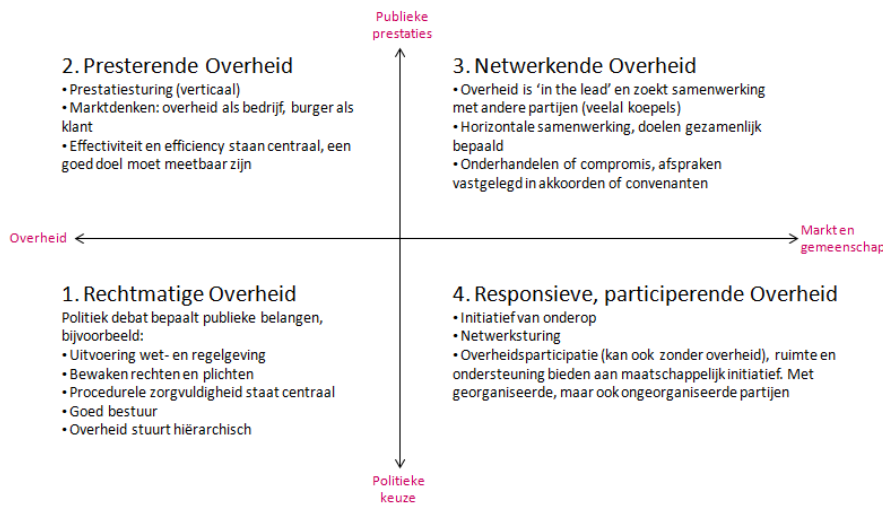 Publieke
prestaties
2. Presterende Overheid
• Prestatiesturing (verticaal)
• Marktdenken: overheid als bedrijf, burger als
klant
• Effectiviteit en efficiency staan centraal, een
goed doel moet meetbaar zijn
3. Netwerkende Overheid
• Overheid is ‘in the lead’ en zoekt samenwerking
met andere partijen (veelal koepels)
• Horizontale samenwerking, doelen gezamenlijk
bepaald
• Onderhandelen of compromis, afspraken
vastgelegd in akkoorden of convenanten
Overheid
Markt en
gemeenschap
1. Rechtmatige Overheid
Politiek debat bepaalt publieke belangen,
bijvoorbeeld:
• Uitvoering wet- en regelgeving
• Bewaken rechten en plichten
• Procedurele zorgvuldigheid staat centraal
• Goed bestuur
• Overheid stuurt hiërarchisch
4. Responsieve, participerende Overheid
• Initiatief van onderop
• Netwerksturing
• Overheidsparticipatie (kan ook zonder overheid), ruimte en
ondersteuning bieden aan maatschappelijk initiatief. Met
georganiseerde, maar ook ongeorganiseerde partijen
Politieke
keuze